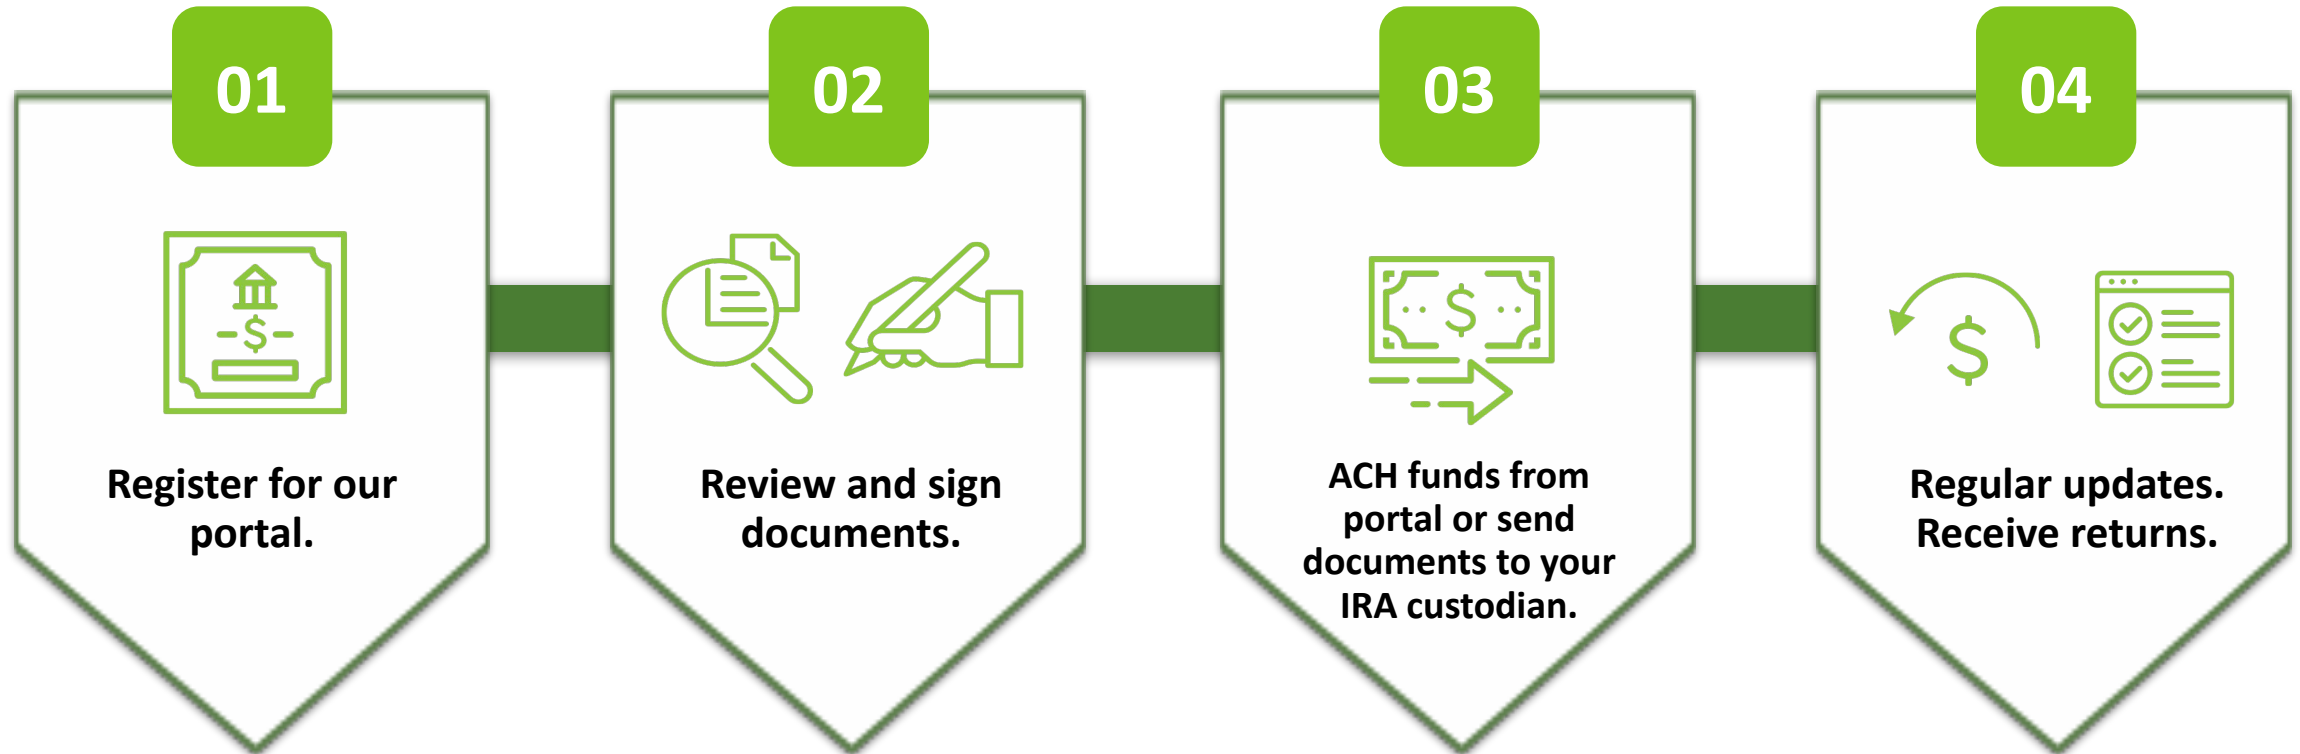 01
Register for our
portal.
02
Review and sign
documents.
03
ACH funds from
portal or send
documents to your
IRA custodian.
04
Regular updates.
Receive returns.